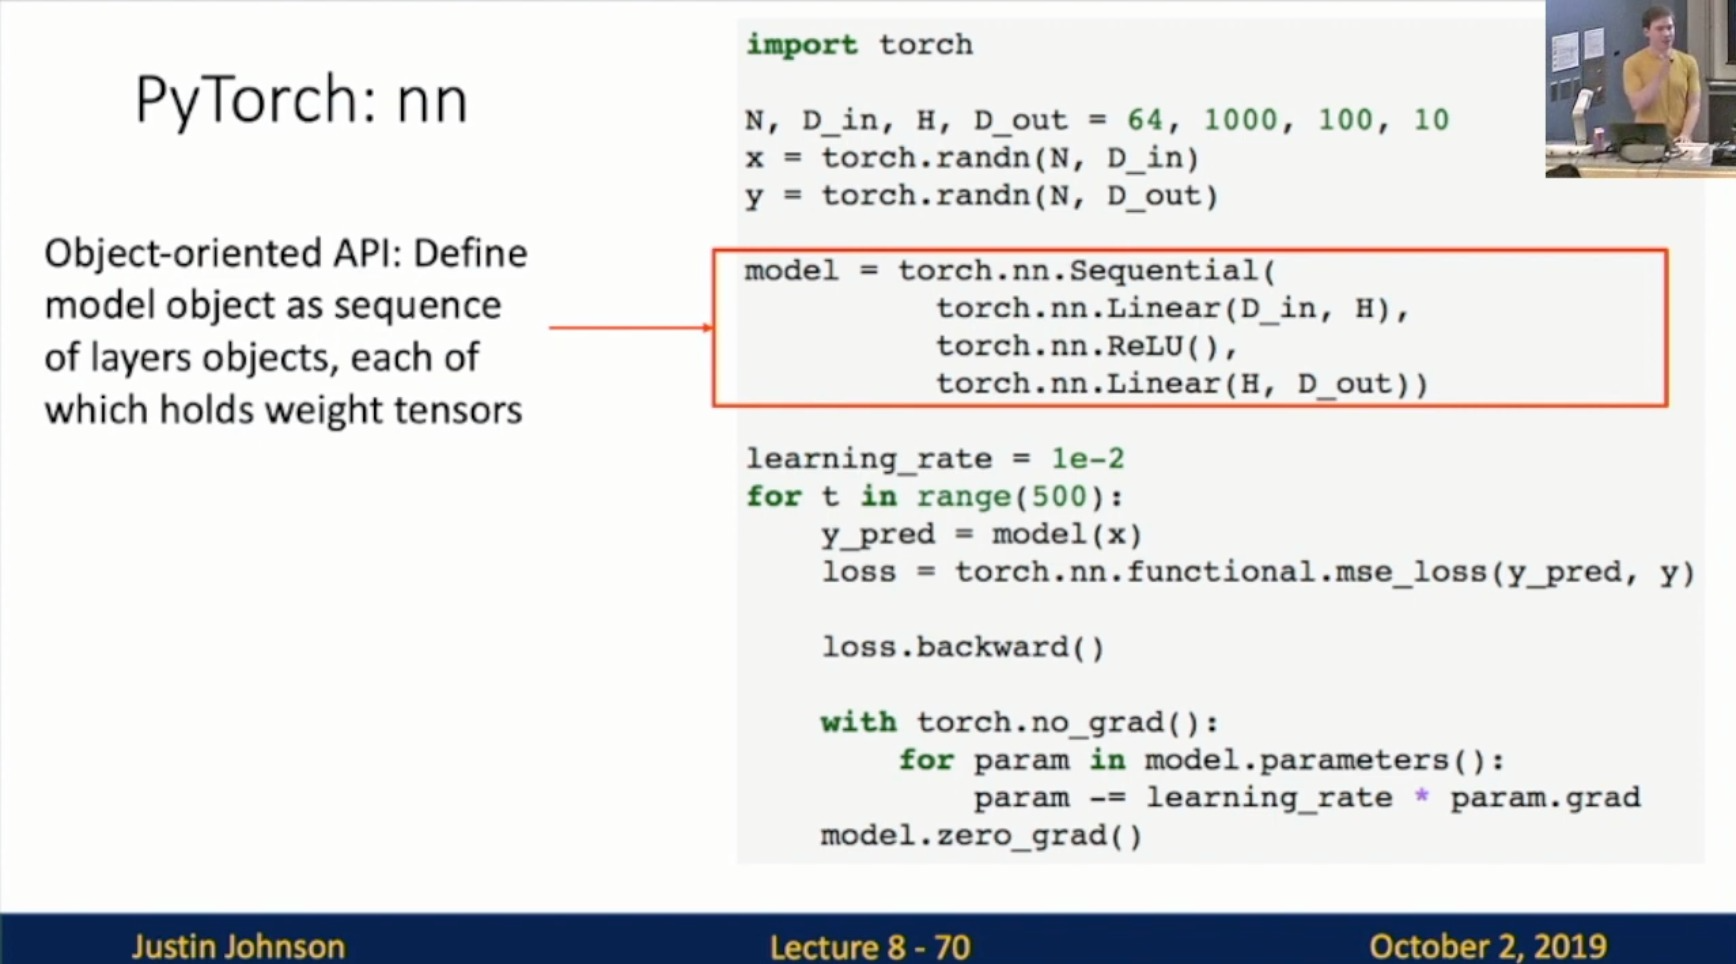 PyTorch: nn
Object-oriented API: Define
model object as sequence
of layers objects, each of
which holds weight tensors
import torch
N, D_in, H, D_out = 64, 1000, 100, 10
x = torch.randn(N, D_in)
y = torch.randn(N, D_out)
model = torch.nn.Sequential(
torch.nn.Linear(D_in, H),
torch.nn.ReLU(),
torch.nn.Linear(H, D_out))
learning_rate = 1e-2
for t in range(500):
y_pred = model(x)
loss = torch.nn.functional.mse_loss(y_pred, y)
loss.backward()
with torch.no_grad():
for param in model.parameters():
param -= learning_rate * param.grad
model.zero_grad()
Justin Johnson
Lecture 8 - 70
October 2, 2019